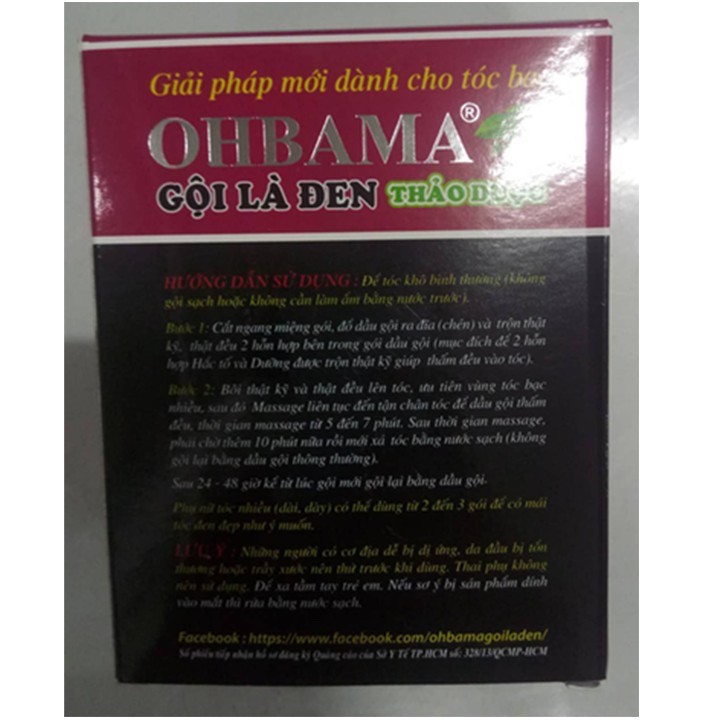 Giải pháp mới dành cho tóc bạc
OHBAMA®
GỘI LÀ ĐEN THẢO DƯỢC
HƯỚNG DẪN SỬ DỤNG : Để tóc khô bình thường (không
gội sạch hoặc không cần làm ẩm bằng nước trước).
Bước 1: Cắt ngang miệng gói, đổ dầu gội ra đĩa (chén) và trộn thật
kỹ, thật đều 2 hỗn hợp bên trong gói dầu gội (mục đích để 2 hỗn
hợp Hắc tố và Dưỡng được trộn thật kỹ giúp thấm đều vào tóc).
Bước 2: Bôi thật kỹ và thật đều lên tóc, ưu tiên vùng tóc bạc
nhiều, sau đó Massage liên tục đến tận chân tóc để dầu gội thấm
đều, thời gian massage từ 5 đến 7 phút. Sau thời gian massage,
phải chờ thêm 10 phút nữa rồi mới xả tóc bằng nước sạch (không
gội lại bằng dầu gội thông thường).
Sau 24 - 48 giờ kể từ lúc gội mới gội lại bằng dầu gội.
Phụ nữ tóc nhiều (dài, dày) có thể dùng từ 2 đến 3 gói để có mái
tóc đen đẹp như ý muốn.
LƯU Ý : Những người có cơ địa dễ bị dị ứng, da đầu bị tổn
thương hoặc trầy xước nên thử trước khi dùng. Thai phụ không
nên sử dụng. Để xa tầm tay trẻ em. Nếu sơ ý bị sản phẩm dính
vào mắt thì rửa bằng nước sạch.
Facebook : https://www.facebook.com/ohbamagoiladen/
Số phiếu tiếp nhận hồ sơ đăng ký Quảng cáo của Sở Y Tế TP.HCM số: 328/13/QCMP-HCM